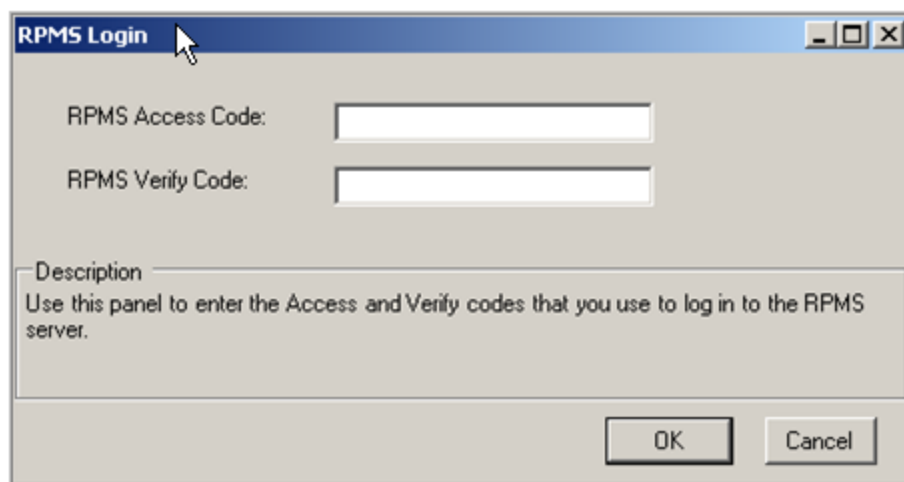 RPMS Login
RPMS Access Code:
RPMS Verify Code:
Description
Use this panel to enter the Access and Verify codes that you use to log in to the RPMS
server.
OK Cancel